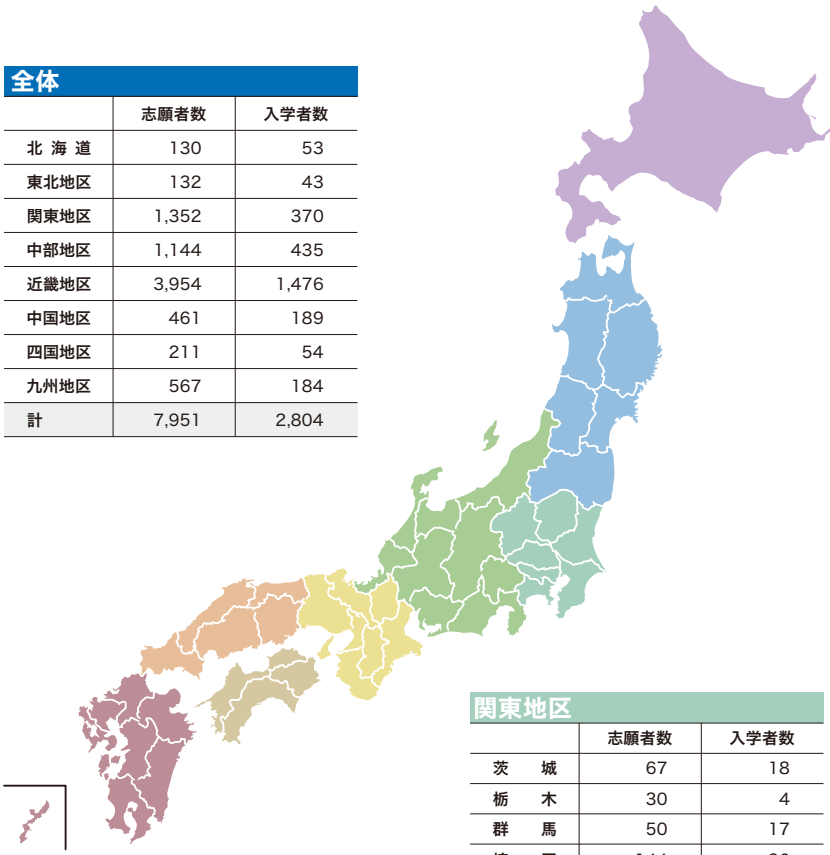 全体
志願者数 入学者数
北海道 130 53
東北地区 132 43
関東地区 1,352 370
中部地区 1,144 435
近畿地区 3,954 1,476
中国地区 461 189
四国地区 211 54
九州地区 567 184
計 7,951 2,804
関東地区
志願者数 入学者数
茨城 67 18
栃木 30 4
群馬 50 17